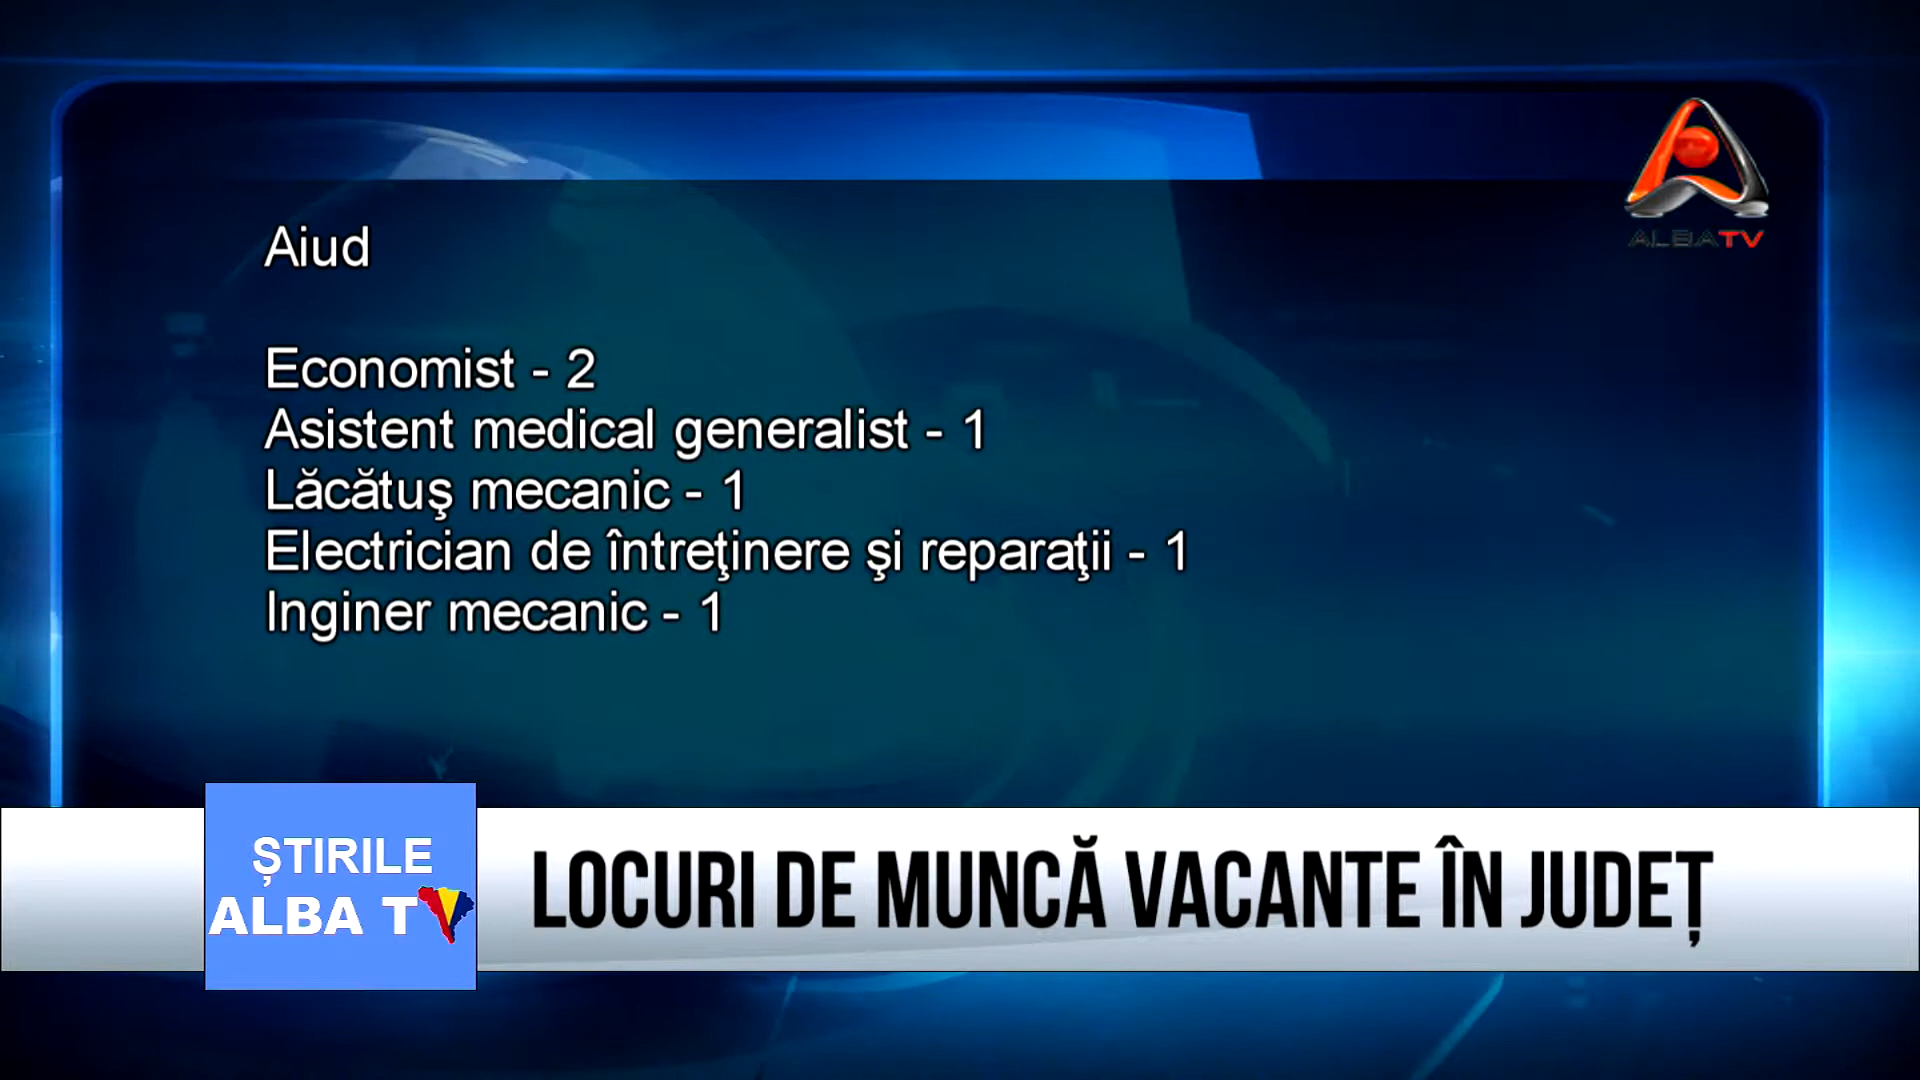 ALBATV
Aiud
Economist - 2
Asistent medical generalist - 1
Lăcătuş mecanic - 1
Electrician de întreţinere şi reparaţii - 1
Inginer mecanic - 1
ȘTIRILE
ALBA TV
LOCURI DE MUNCĂ VACANTE ÎN JUDEȚ